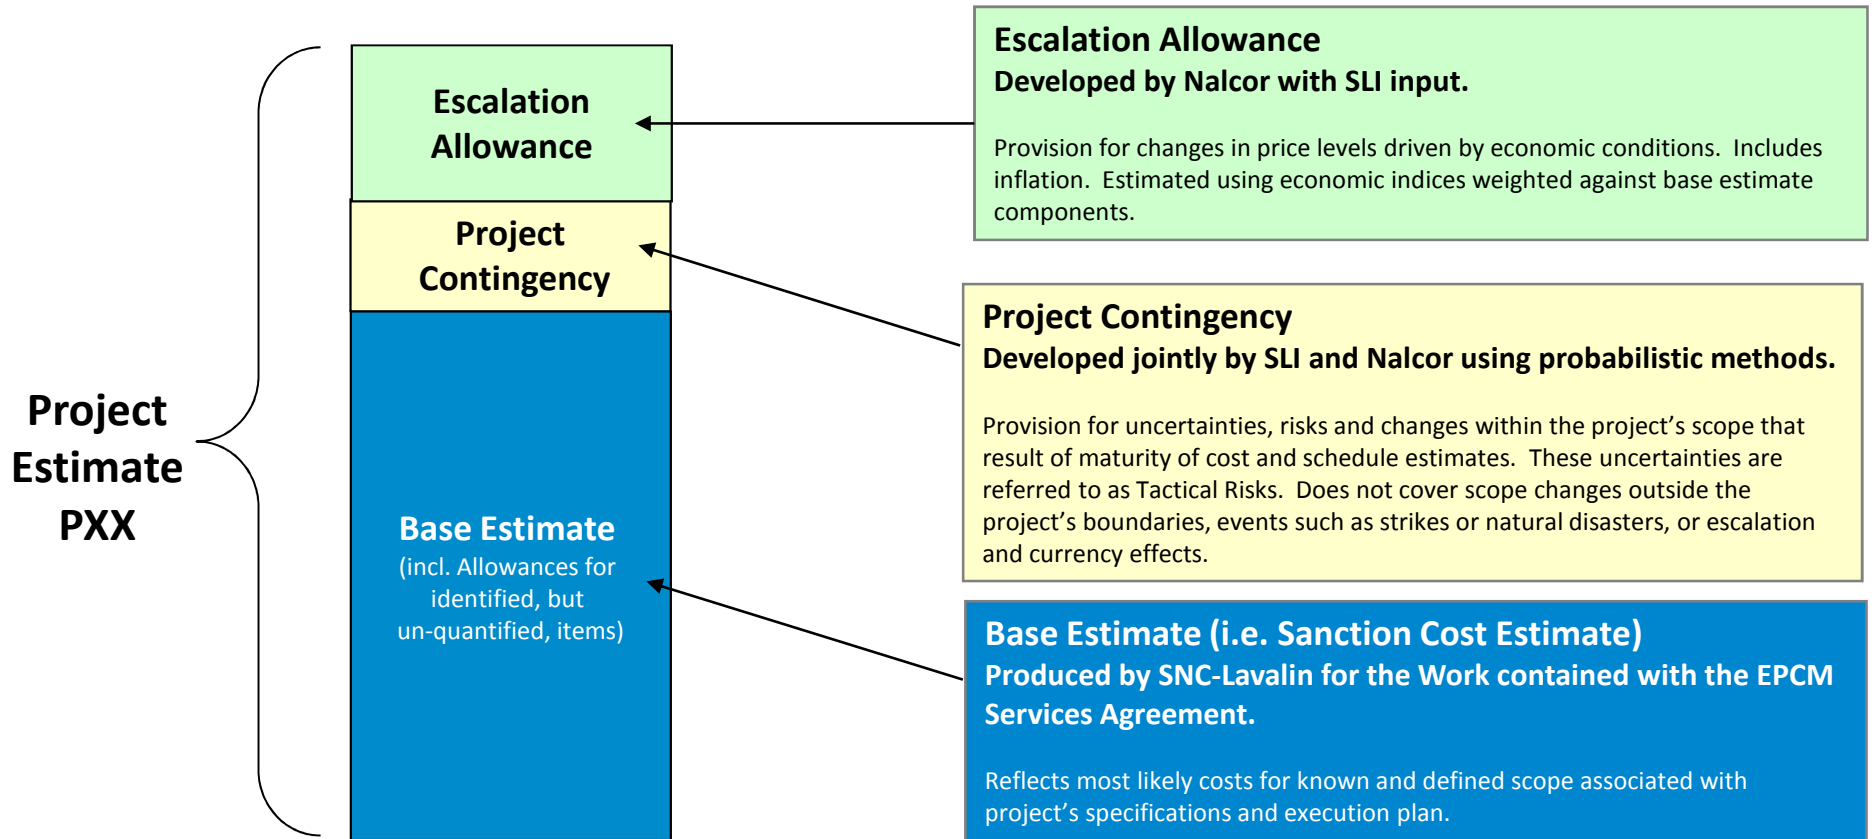 Project
Estimate
PXX
Escalation
Allowance
Project
Contingency
Base Estimate
(incl. Allowances for
identified, but
un-quantified, items)
Escalation Allowance
Developed by Nalcor with SLI input.
Provision for changes in price levels driven by economic conditions.  Includes
inflation.  Estimated using economic indices weighted against base estimate
components.
Project Contingency
Developed jointly by SLI and Nalcor using probabilistic methods.
Provision for uncertainties, risks and changes within the project’s scope that
result of maturity of cost and schedule estimates.  These uncertainties are
referred to as Tactical Risks.  Does not cover scope changes outside the
project’s boundaries, events such as strikes or natural disasters, or escalation
and currency effects.
Base Estimate (i.e. Sanction Cost Estimate)
Produced by SNC-Lavalin for the Work contained with the EPCM
Services Agreement.
Reflects most likely costs for known and defined scope associated with
project’s specifications and execution plan.